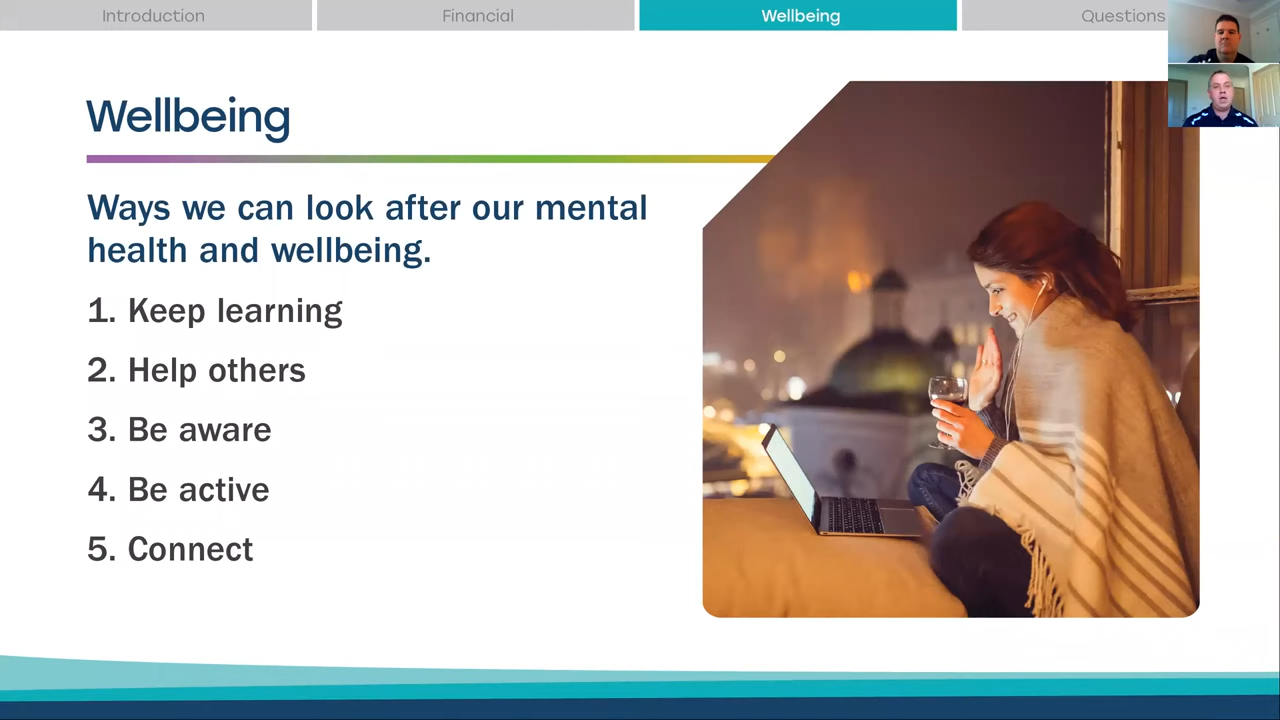 Introduction
Financial
Wellbeing
Questions
Wellbeing
Ways we can look after our mental
health and wellbeing.
1. Keep learning
2. Help others
3. Be aware
4. Be active
5. Connect